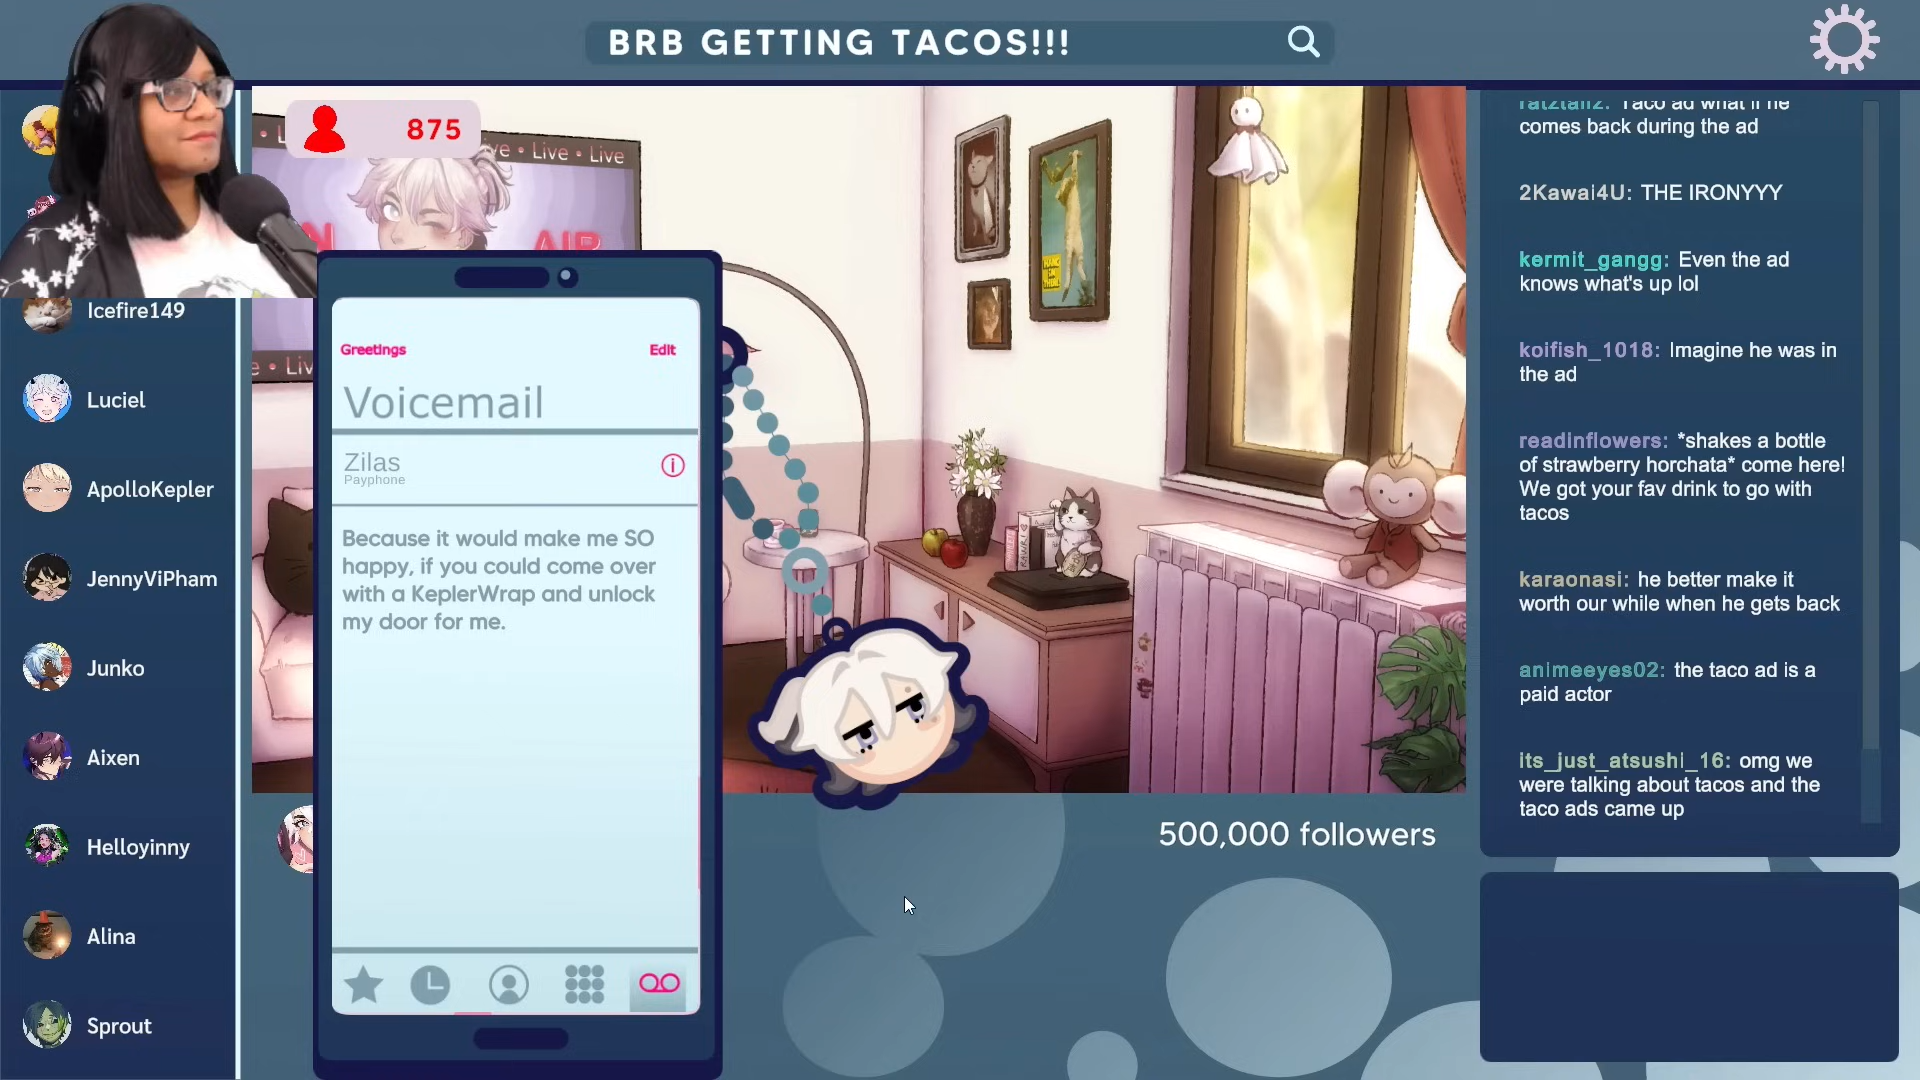 BRB GETTING TACOS!!!
875
• Live • Live
AIR
Icefire149
Luciel
ApolloKepler
JennyViPham
Junko
Aixen
Helloyinny
Alina
Sprout
Greetings
Edit
Voicemail
Zilas
Payphone
Because it would make me SO
happy, if you could come over
with a KeplerWrap and unlock
my door for me.
500,000 followers
Taco ad what if he
comes back during the ad
2Kawai4U: THE IRONYYY
kermit_gangg: Even the ad
knows what's up lol
koifish_1018: Imagine he was in
the ad
readinflowers: *shakes a bottle
of strawberry horchata* come here!
We got your fav drink to go with
tacos
karaonasi: he better make it
worth our while when he gets back
animeeyes02: the taco ad is a
paid actor
its_just_atsushi_16: omg we
were talking about tacos and the
taco ads came up